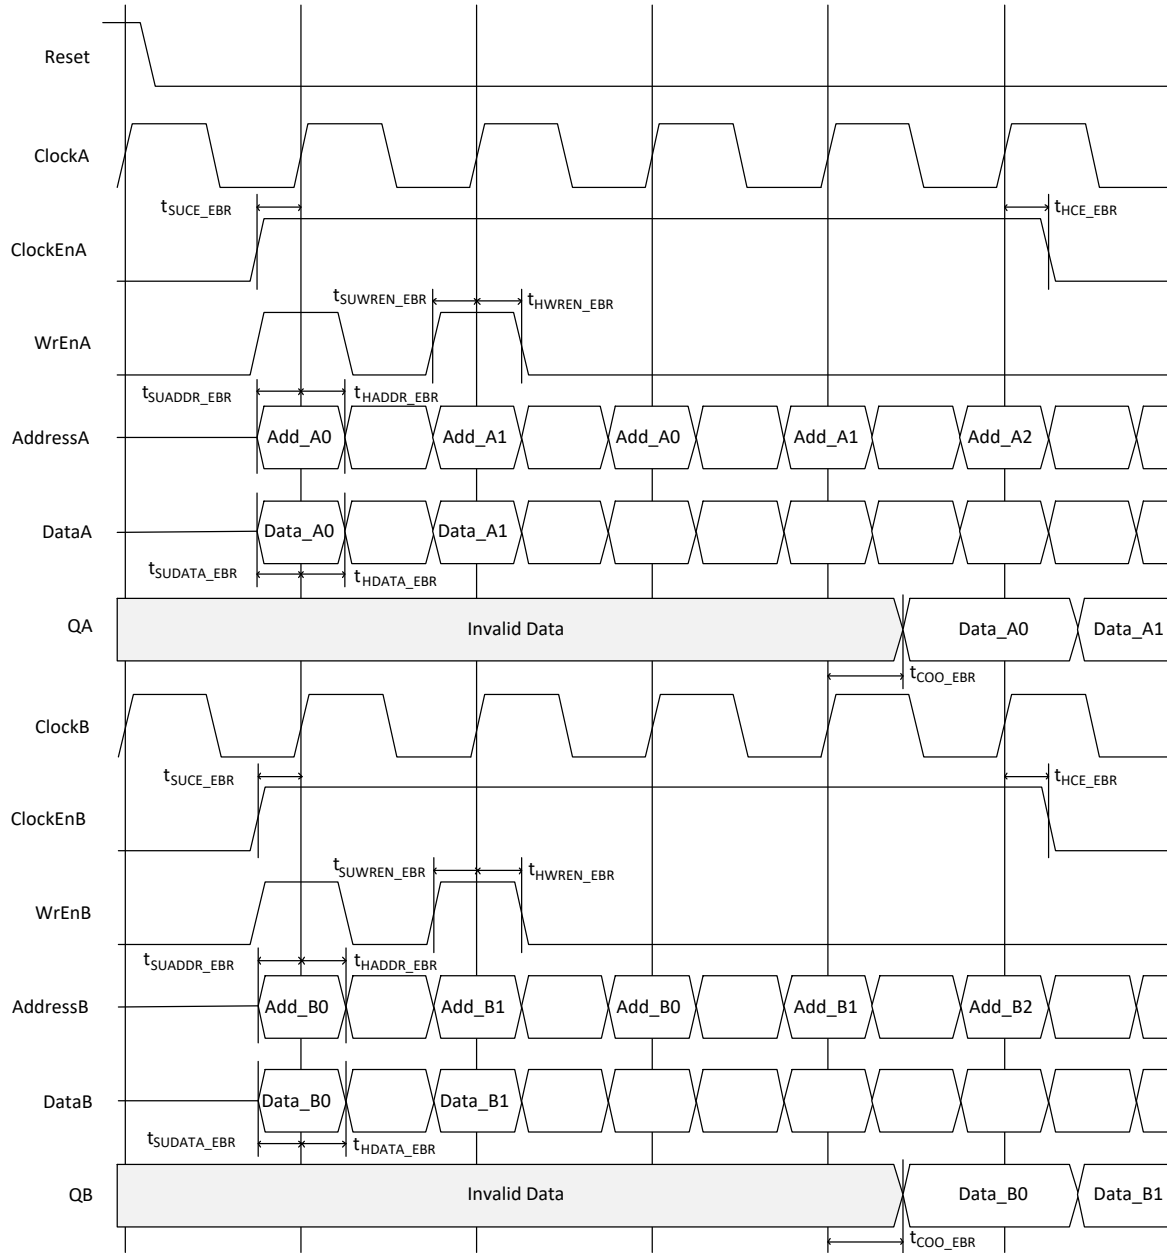 Reset
ClockA
tSUCE_EBR
tHCE_EBR
ClockEnA
tSUWREN_EBR
tHWREN_EBR
WrEnA
tSUADDR_EBR
tHADDR_EBR
AddressA
Add_A0
Add_A1
Add_A0
Add_A1
Add_A2
DataA
Data_A0
Data_A1
tSUDATA_EBR
tHDATA_EBR
QA
Invalid Data
Data_A0
Data_A1
tCOO_EBR
ClockB
tSUCE_EBR
tHCE_EBR
ClockEnB
tSUWREN_EBR
tHWREN_EBR
WrEnB
tSUADDR_EBR
tHADDR_EBR
AddressB
Add_B0
Add_B1
Add_B0
Add_B1
Add_B2
DataB
Data_B0
Data_B1
tSUDATA_EBR
tHDATA_EBR
QB
Invalid Data
Data_B0
Data_B1
tCOO_EBR